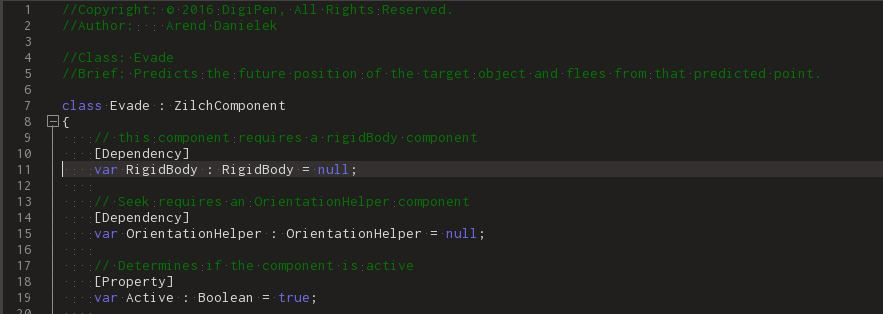 1 //Copyright: © 2016 DigiPen, All Rights Reserved.
2 //Author: Arend Danielek
3
4 //Class: Evade
5 //Brief: Predicts the future position of the target object and flees from that predicted point.
6
7 class Evade : ZilchComponent
8 {
9 // this component requires a rigidBody component
10 [Dependency]
11 var RigidBody : RigidBody = null;
12
13 // Seek requires an OrientationHelper component
14 [Dependency]
15 var OrientationHelper : OrientationHelper = null;
16
17 // Determines if the component is active
18 [Property]
19 var Active : Boolean = true;
20